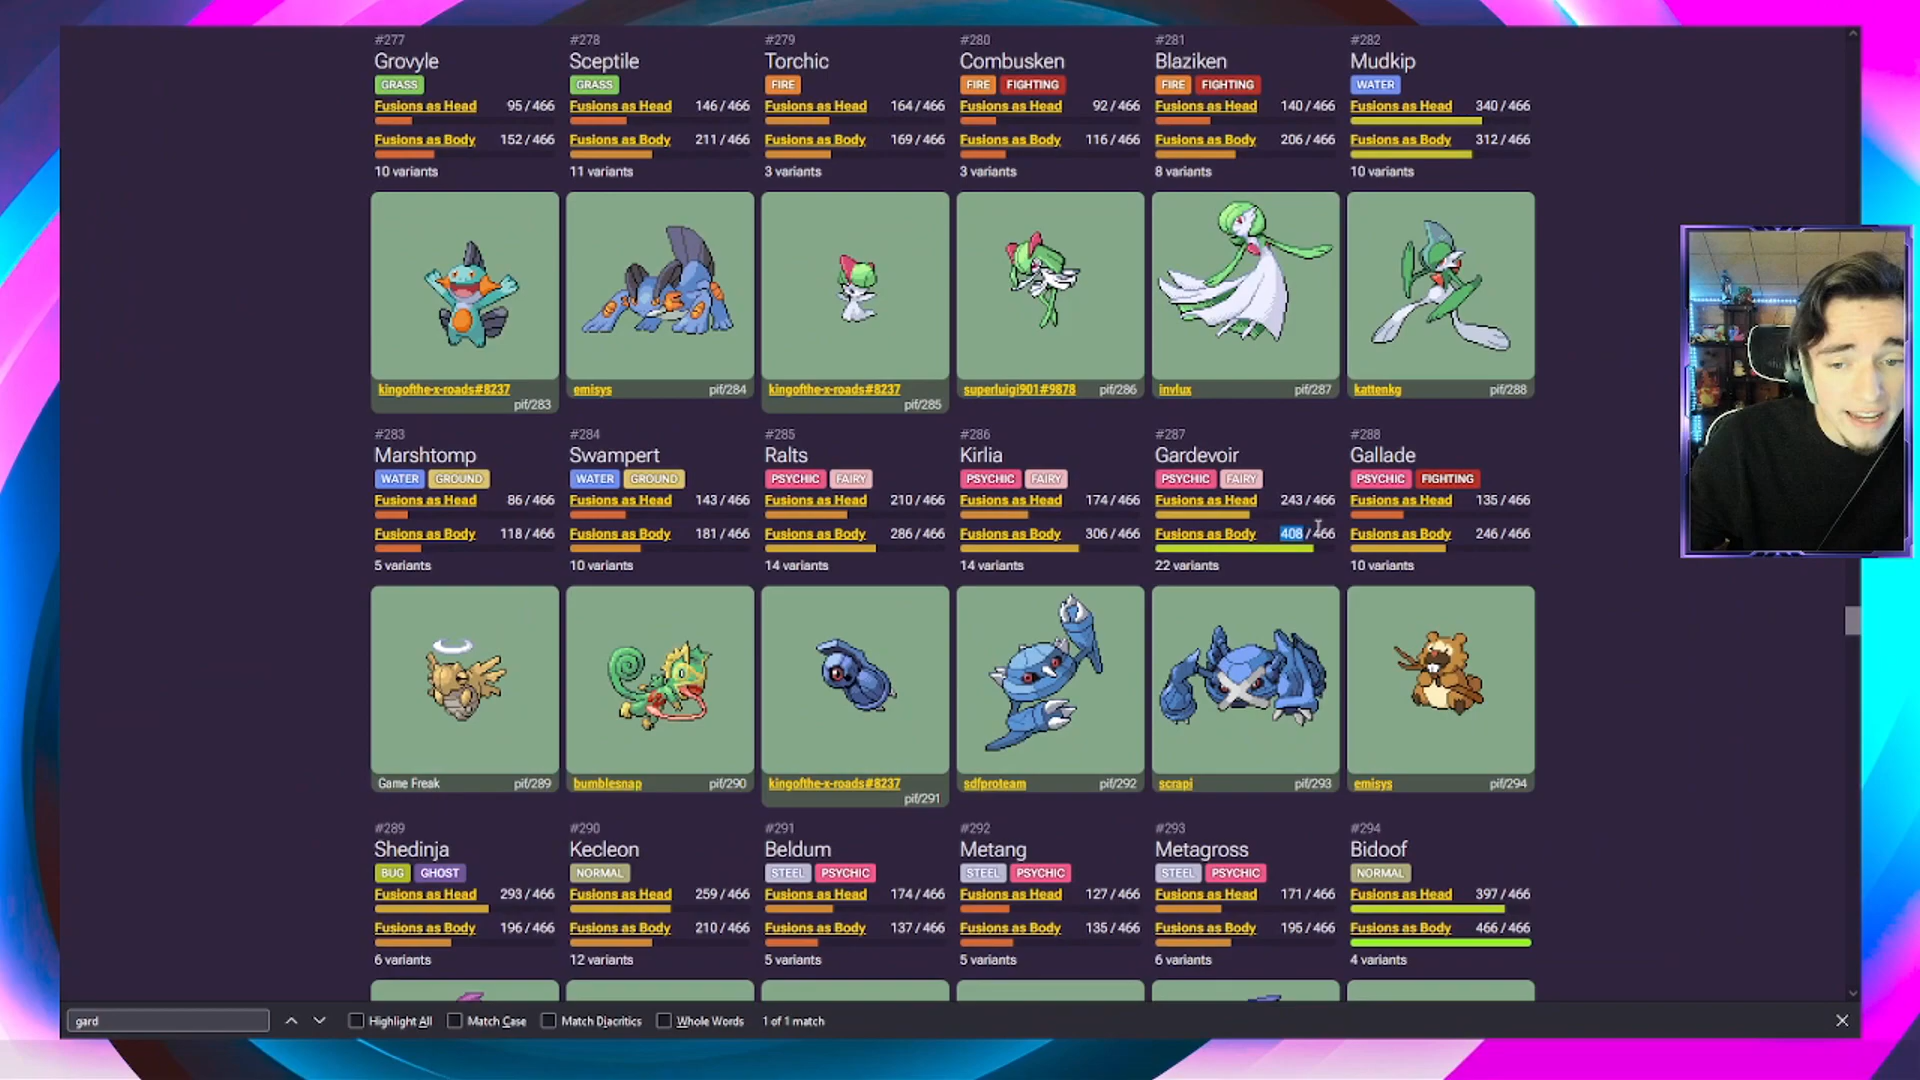 #277 #278 #279 #280 #281 #282
Grovyle Sceptile Torchic Combusken Blaziken Mudkip
GRASS GRASS FIRE FIRE FIGHTING FIRE FIGHTING WATER
Fusions as Head 95 / 466 Fusions as Head 146 / 466 Fusions as Head 164 / 466 Fusions as Head 92 / 466 Fusions as Head 140 / 466 Fusions as Head 340 / 466
Fusions as Body 152 / 466 Fusions as Body 211 / 466 Fusions as Body 169 / 466 Fusions as Body 116 / 466 Fusions as Body 206 / 466 Fusions as Body 312 / 466
10 variants 11 variants 3 variants 3 variants 8 variants 10 variants
kingofthe-x-roads#8237 emisys pif/284 kingofthe-x-roads#8237 superluigi901#9878 pif/286 invlux pif/287 kattenkg pif/288
pif/283 pif/285
#283 #284 #285 #286 #287 #288
Marshtomp Swampert Ralts Kirlia Gardevoir Gallade
WATER GROUND WATER GROUND PSYCHIC FAIRY PSYCHIC FAIRY PSYCHIC FAIRY PSYCHIC FIGHTING
Fusions as Head 86 / 466 Fusions as Head 143 / 466 Fusions as Head 210 / 466 Fusions as Head 174 / 466 Fusions as Head 243 / 466 Fusions as Head 135 / 466
Fusions as Body 118 / 466 Fusions as Body 181 / 466 Fusions as Body 286 / 466 Fusions as Body 306 / 466 Fusions as Body 408 / 466 Fusions as Body 246 / 466
5 variants 10 variants 14 variants 14 variants 22 variants 10 variants
Game Freak pif/289 bumblesnap pif/290 kingofthe-x-roads#8237 sdfproteam pif/292 scrapi pif/293 emisys pif/294
pif/291
#289 #290 #291 #292 #293 #294
Shedinja Kecleon Beldum Metang Metagross Bidoof
BUG GHOST NORMAL STEEL PSYCHIC STEEL PSYCHIC STEEL PSYCHIC NORMAL
Fusions as Head 293 / 466 Fusions as Head 259 / 466 Fusions as Head 174 / 466 Fusions as Head 127 / 466 Fusions as Head 171 / 466 Fusions as Head 397 / 466
Fusions as Body 196 / 466 Fusions as Body 210 / 466 Fusions as Body 137 / 466 Fusions as Body 135 / 466 Fusions as Body 195 / 466 Fusions as Body 466 / 466
6 variants 12 variants 5 variants 5 variants 6 variants 4 variants
gard Highlight All Match Case Match Diacritics Whole Words 1 of 1 match